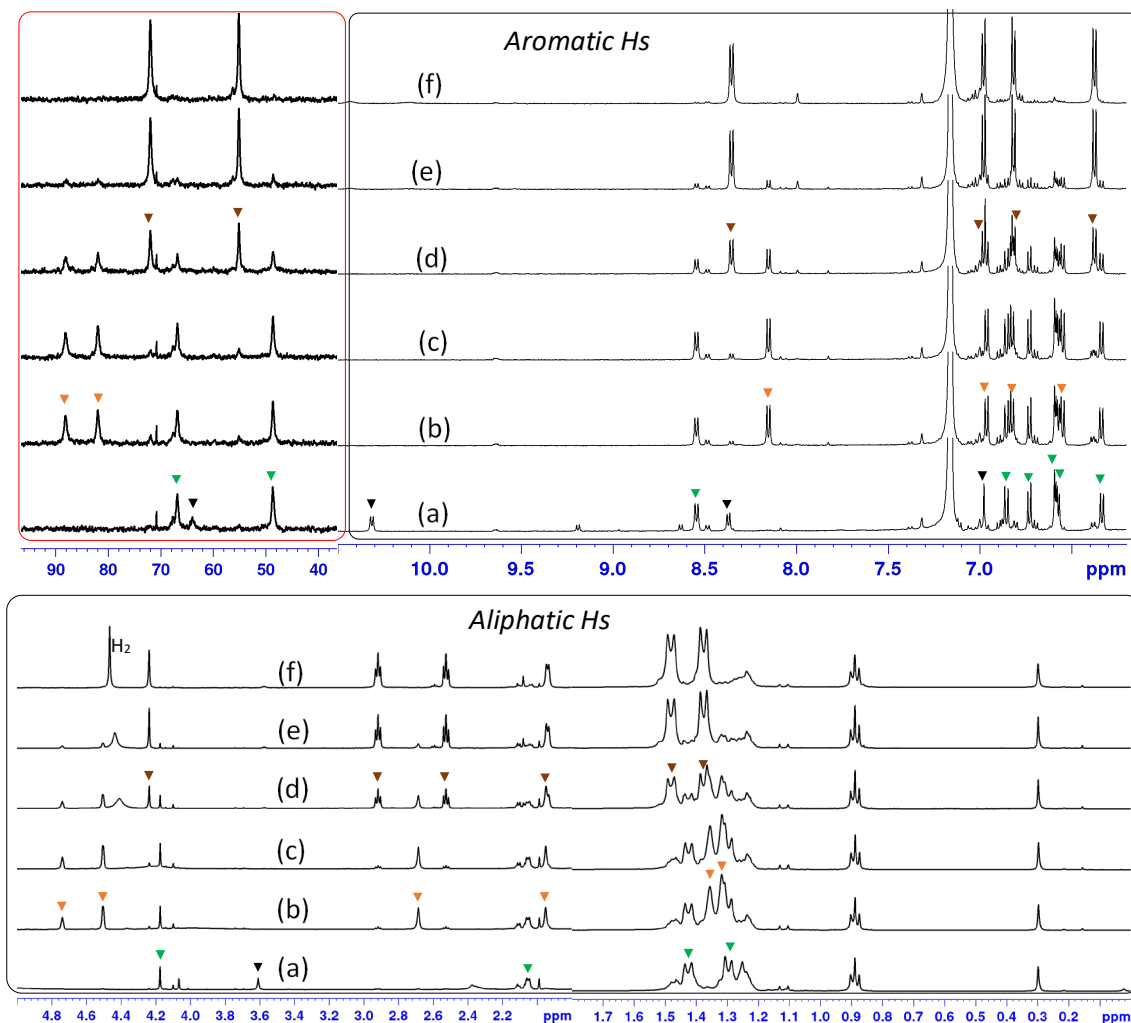 Aromatic Hs
(f)
(e)
(d)
(c)
(b)
(a)
90 80 70 60 50 40
10.0 9.5 9.0 8.5 8.0 7.5 7.0 ppm
Aliphatic Hs
H2
(f)
(e)
(d)
(c)
(b)
(a)
4.8 4.6 4.4 4.2 4.0 3.8 3.6 3.4 3.2 3.0 2.8 2.6 2.4 2.2 ppm
1.7 1.6 1.5 1.4 1.3 1.2 1.1 1.0 0.9 0.8 0.7 0.6 0.5 0.4 0.3 0.2 ppm